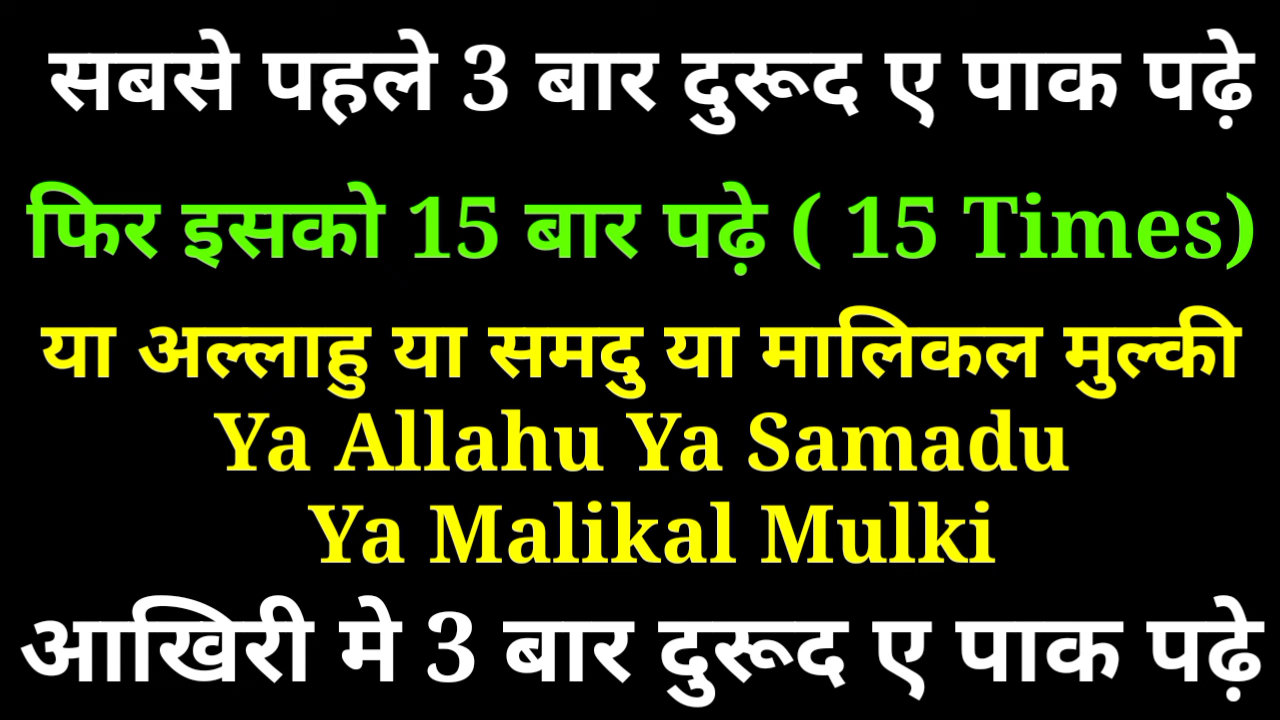 सबसे पहले 3 बार दुरूद ए पाक पढ़े
फिर इसको 15 बार पढ़े ( 15 Times)
या अल्लाहु या समदु या मालिकल मुल्की
Ya Allahu Ya Samadu
Ya Malikal Mulki
आखिरी मे 3 बार दुरूद ए पाक पढ़े